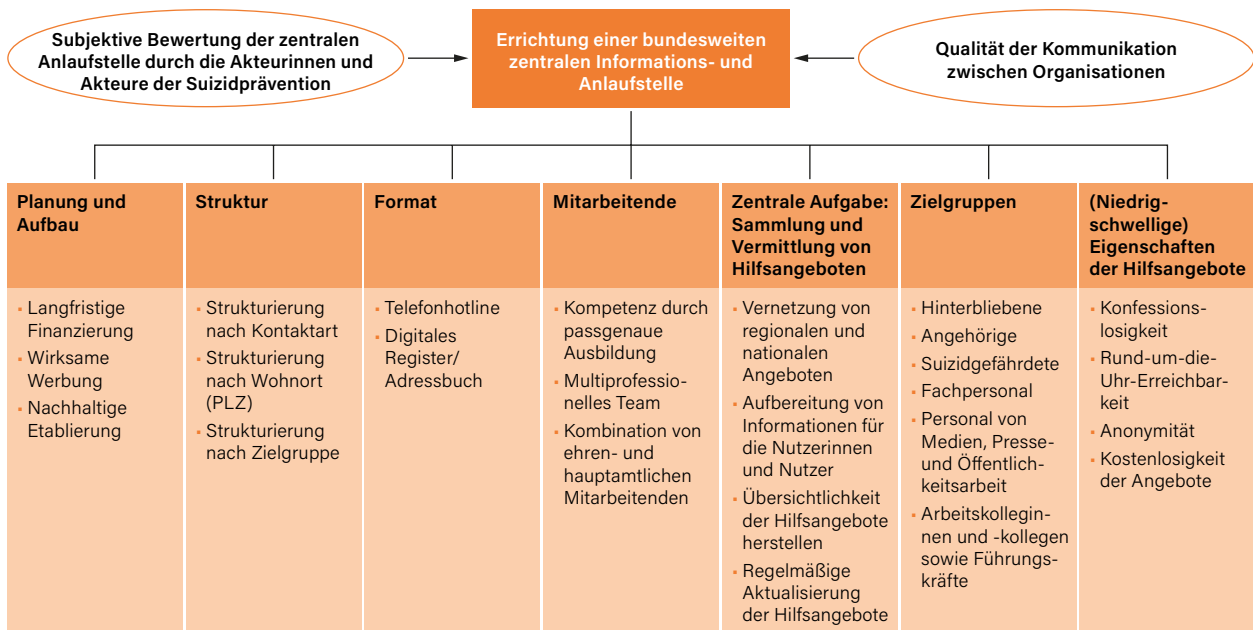 Subjektive Bewertung der zentralen
Anlaufstelle durch die Akteurinnen und
Akteure der Suizidprävention
Errichtung einer bundesweiten
zentralen Informations- und
Anlaufstelle
Qualität der Kommunikation
zwischen Organisationen
Planung und
Aufbau
▪ Langfristige
Finanzierung
▪ Wirksame
Werbung
▪ Nachhaltige
Etablierung
Struktur
▪ Strukturierung
nach Kontaktart
▪ Strukturierung
nach Wohnort
(PLZ)
▪ Strukturierung
nach Zielgruppe
Format
▪ Telefonhotline
▪ Digitales
Register/
Adressbuch
Mitarbeitende
▪ Kompetenz durch
passgenaue
Ausbildung
▪ Multiprofessio-
nelles Team
▪ Kombination von
ehren- und
hauptamtlichen
Mitarbeitenden
Zentrale Aufgabe:
Sammlung und
Vermittlung von
Hilfsangeboten
▪ Vernetzung von
regionalen und
nationalen
Angeboten
▪ Aufbereitung von
Informationen für
die Nutzerinnen
und Nutzer
▪ Übersichtlichkeit
der Hilfsangebote
herstellen
▪ Regelmäßige
Aktualisierung
der Hilfsangebote
Zielgruppen
▪ Hinterbliebene
▪ Angehörige
▪ Suizidgefährdete
▪ Fachpersonal
▪ Personal von
Medien, Presse-
und Öffentlich-
keitsarbeit
▪ Arbeitskollegin-
nen und -kollegen
sowie Führungs-
kräfte
(Niedrig-
schwellige)
Eigenschaften
der Hilfsangebote
▪ Konfessions-
losigkeit
▪ Rund-um-die-
Uhr-Erreichbar-
keit
▪ Anonymität
▪ Kostenlosigkeit
der Angebote